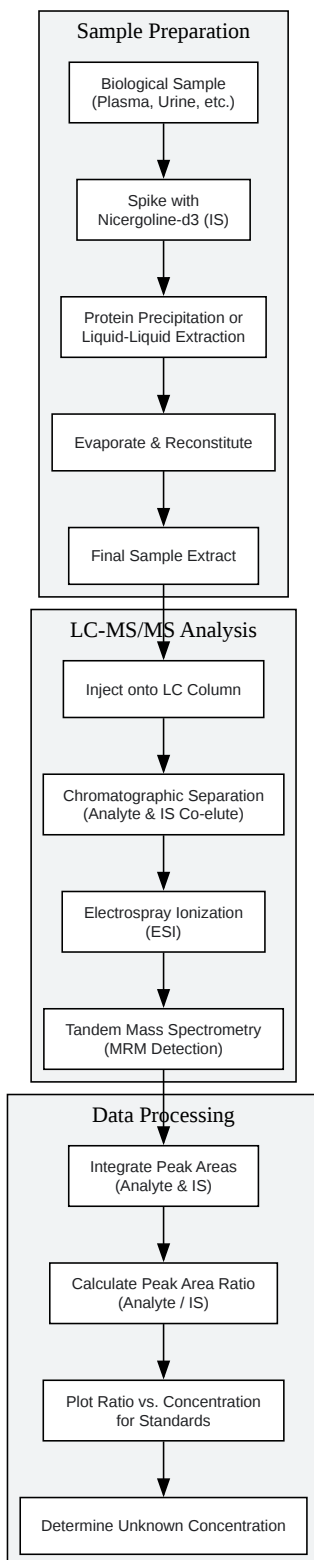 Sample Preparation
Biological Sample
(Plasma, Urine, etc.)
Spike with
Nicergoline-d3 (IS)
Protein Precipitation or
Liquid-Liquid Extraction
Evaporate & Reconstitute
Final Sample Extract
LC-MS/MS Analysis
Inject onto LC Column
Chromatographic Separation
(Analyte & IS Co-elute)
Electrospray Ionization
(ESI)
Tandem Mass Spectrometry
(MRM Detection)
Data Processing
Integrate Peak Areas
(Analyte & IS)
Calculate Peak Area Ratio
(Analyte / IS)
Plot Ratio vs. Concentration
for Standards
Determine Unknown Concentration